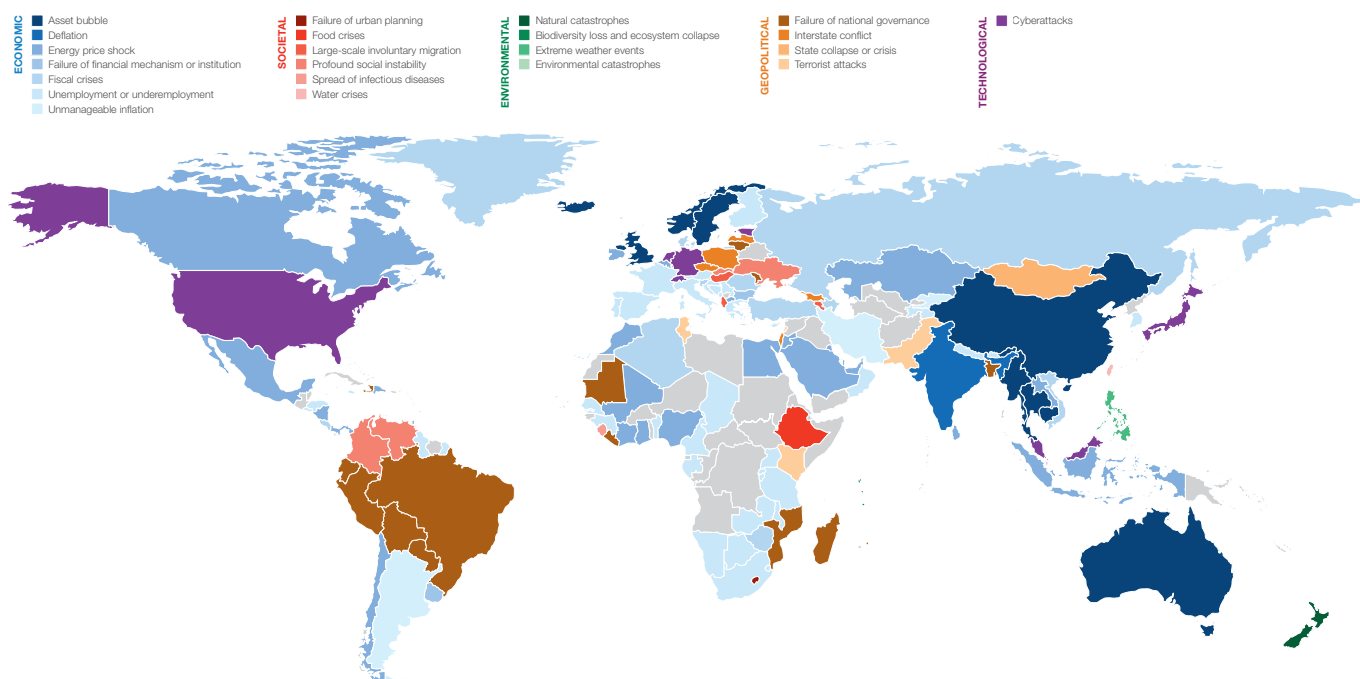 ECONOMIC
Asset bubble
Deflation
Energy price shock
Failure of financial mechanism or institution
Fiscal crises
Unemployment or underemployment
Unmanageable inflation
SOCIETAL
Failure of urban planning
Food crises
Large-scale involuntary migration
Profound social instability
Spread of infectious diseases
Water crises
ENVIRONMENTAL
Natural catastrophes
Biodiversity loss and ecosystem collapse
Extreme weather events
Environmental catastrophes
GEOPOLITICAL
Failure of national governance
Interstate conflict
State collapse or crisis
Terrorist attacks
TECHNOLOGICAL
Cyberattacks